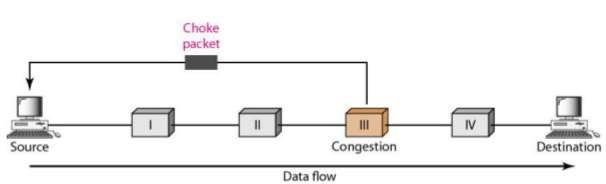 Choke
packet
I
II
III
IV
Source
Congestion
Destination
Data flow